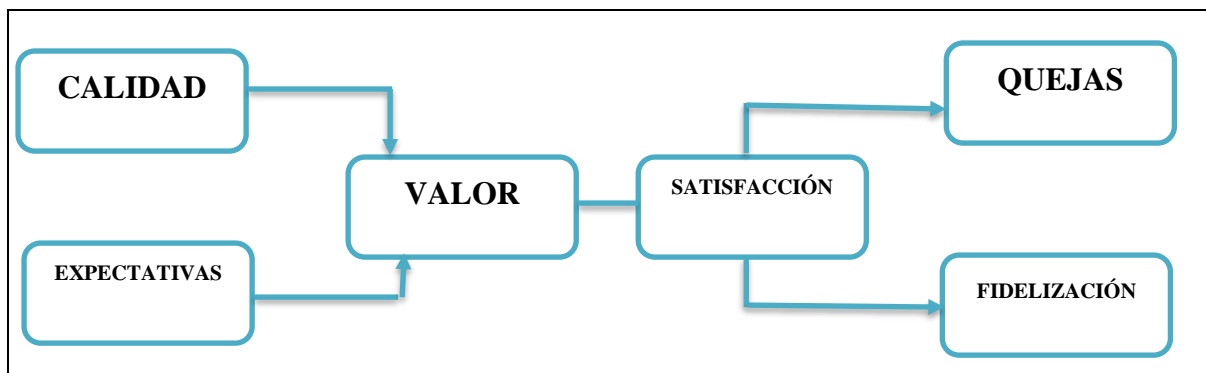 CALIDAD
EXPECTATIVAS
VALOR
SATISFACCIÓN
QUEJAS
FIDELIZACIÓN